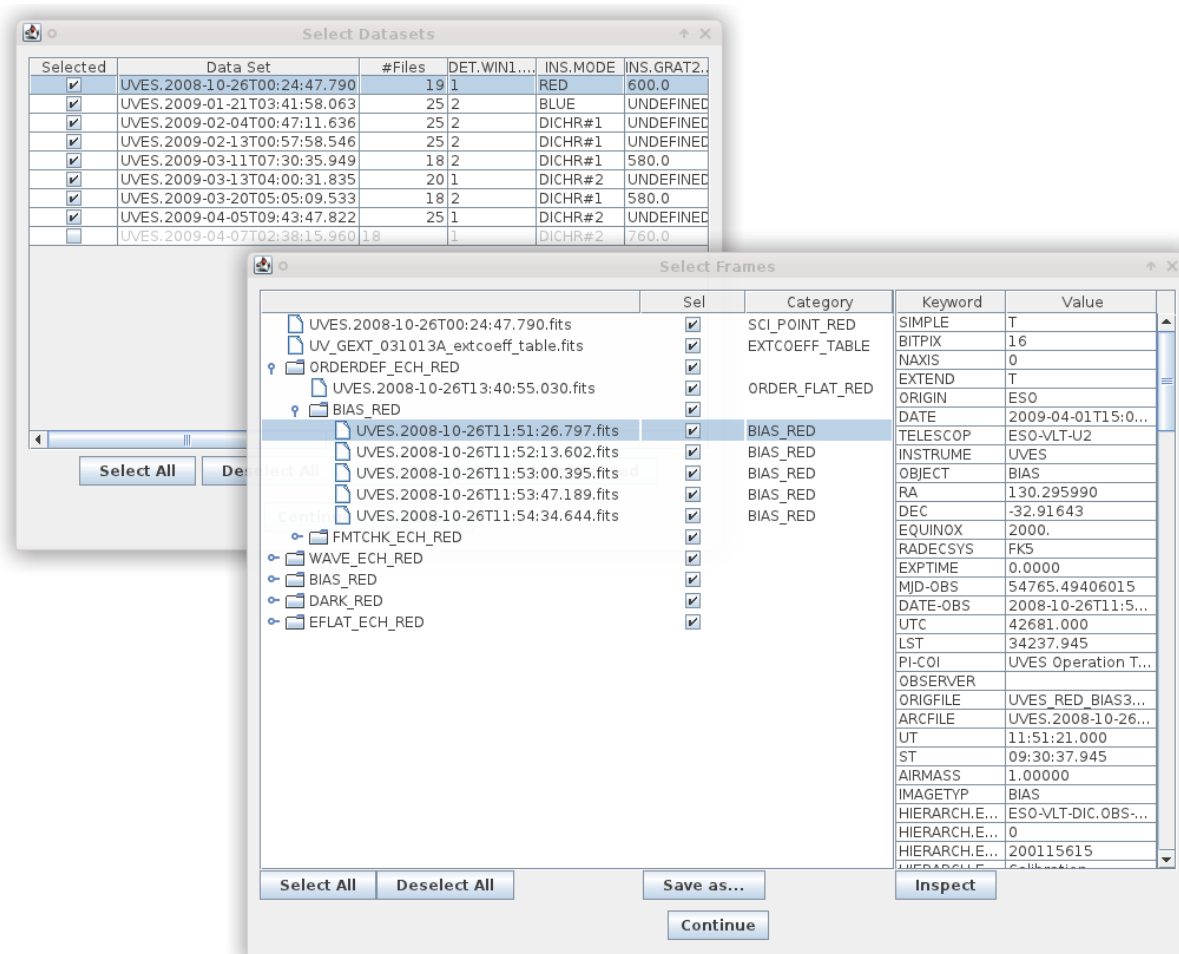 Select Datasets
Selected Data Set #Files DET.WIN1.... INS.MODE INS.GRAT2..
UVES.2008-10-26T00:24:47.790 19 1 RED 600.0
UVES.2009-01-21T03:41:58.063 25 2 BLUE UNDEFINED
UVES.2009-02-04T00:47:11.636 25 2 DICHR#1 UNDEFINED
UVES.2009-02-13T00:57:58.546 25 2 DICHR#1 UNDEFINED
UVES.2009-03-11T07:30:35.949 18 2 DICHR#1 580.0
UVES.2009-03-13T04:00:31.835 20 1 DICHR#2 UNDEFINED
UVES.2009-03-20T05:05:09.533 18 2 DICHR#1 580.0
UVES.2009-04-05T09:43:47.822 25 1 DICHR#2 UNDEFINED
UVES.2009-04-07T02:38:15.960 18 1 DICHR#2 760.0
Select All
Select Frames
Sel Category Keyword Value
UVES.2008-10-26T00:24:47.790.fits SCI_POINT_RED
UV_GEXT_031013A_extcoeff_table.fits EXTCOEFF_TABLE
ORDERDEF_ECH_RED
UVES.2008-10-26T13:40:55.030.fits ORDER_FLAT_RED
BIAS_RED
UVES.2008-10-26T11:51:26.797.fits BIAS_RED
UVES.2008-10-26T11:52:13.602.fits BIAS_RED
UVES.2008-10-26T11:53:00.395.fits BIAS_RED
UVES.2008-10-26T11:53:47.189.fits BIAS_RED
UVES.2008-10-26T11:54:34.644.fits BIAS_RED
FMTCHK_ECH_RED
WAVE_ECH_RED
BIAS_RED
DARK_RED
EFLAT_ECH_RED
SIMPLE T
BITPIX 16
NAXIS 0
EXTEND T
ORIGIN ESO
DATE 2009-04-01T15:0...
TELESCOP ESO-VLT-U2
INSTRUME UVES
OBJECT BIAS
RA 130.295990
DEC -32.91643
EQUINOX 2000.
RADECSYS FK5
EXPTIME 0.0000
MJD-OBS 54765.49406015
DATE-OBS 2008-10-26T11:5...
UTC 42681.000
LST 34237.945
PI-COI UVES Operation T...
OBSERVER
ORIGFILE UVES_RED_BIAS3...
ARCFILE UVES.2008-10-26...
UT 11:51:21.000
ST 09:30:37.945
AIRMASS 1.00000
IMAGETYP BIAS
HIERARCH.E... ESO-VLT-DIC.OBS-...
HIERARCH.E... 0
HIERARCH.E... 200115615
Select All Deselect All Save as... Inspect
Continue